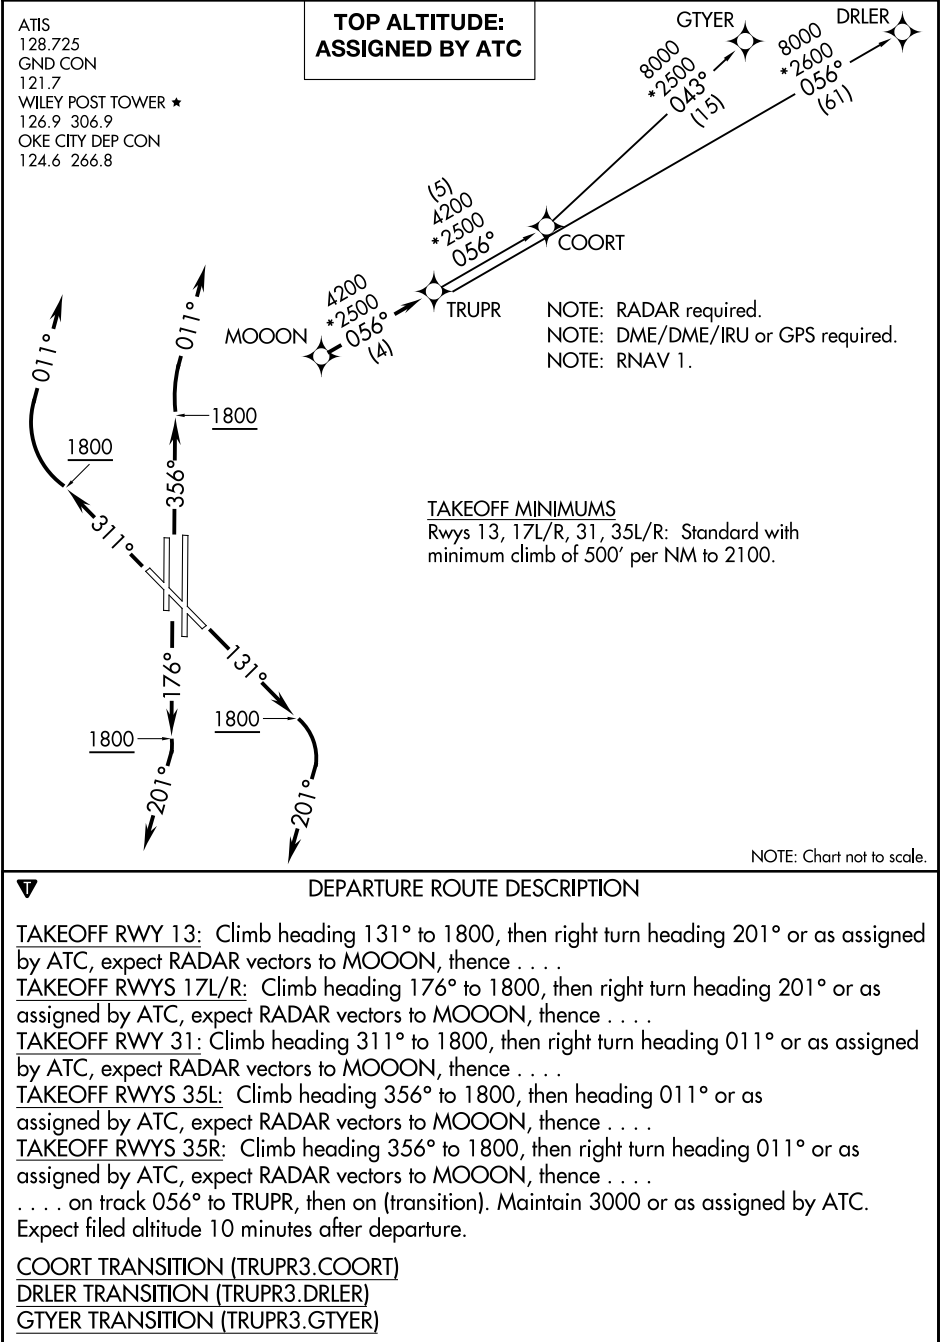 ATIS
128.725
GND CON
121.7
WILEY POST TOWER ★
126.9 306.9
OKE CITY DEP CON
124.6 266.8
TOP ALTITUDE:
ASSIGNED BY ATC
GTYER
DRLER
8000
*2500
043°
(15)
8000
*2600
056°
(61)
(5)
4200
*2500
056°
COORT
4200
*2500
056°
(4)
TRUPR
MOOON
NOTE: RADAR required.
NOTE: DME/DME/IRU or GPS required.
NOTE: RNAV 1.
011°
011°
1800
1800
356°
311°
TAKEOFF MINIMUMS
Rwys 13, 17L/R, 31, 35L/R: Standard with
minimum climb of 500' per NM to 2100.
176°
131°
1800
1800
201°
201°
NOTE: Chart not to scale.
T
DEPARTURE ROUTE DESCRIPTION
TAKEOFF RWY 13: Climb heading 131° to 1800, then right turn heading 201° or as assigned
by ATC, expect RADAR vectors to MOOON, thence . . . .
TAKEOFF RWYS 17L/R: Climb heading 176° to 1800, then right turn heading 201° or as
assigned by ATC, expect RADAR vectors to MOOON, thence . . . .
TAKEOFF RWY 31: Climb heading 311° to 1800, then right turn heading 011° or as assigned
by ATC, expect RADAR vectors to MOOON, thence . . . .
TAKEOFF RWYS 35L: Climb heading 356° to 1800, then heading 011° or as
assigned by ATC, expect RADAR vectors to MOOON, thence . . . .
TAKEOFF RWYS 35R: Climb heading 356° to 1800, then right turn heading 011° or as
assigned by ATC, expect RADAR vectors to MOOON, thence . . . .
. . . . on track 056° to TRUPR, then on (transition). Maintain 3000 or as assigned by ATC.
Expect filed altitude 10 minutes after departure.
COORT TRANSITION (TRUPR3.COORT)
DRLER TRANSITION (TRUPR3.DRLER)
GTYER TRANSITION (TRUPR3.GTYER)